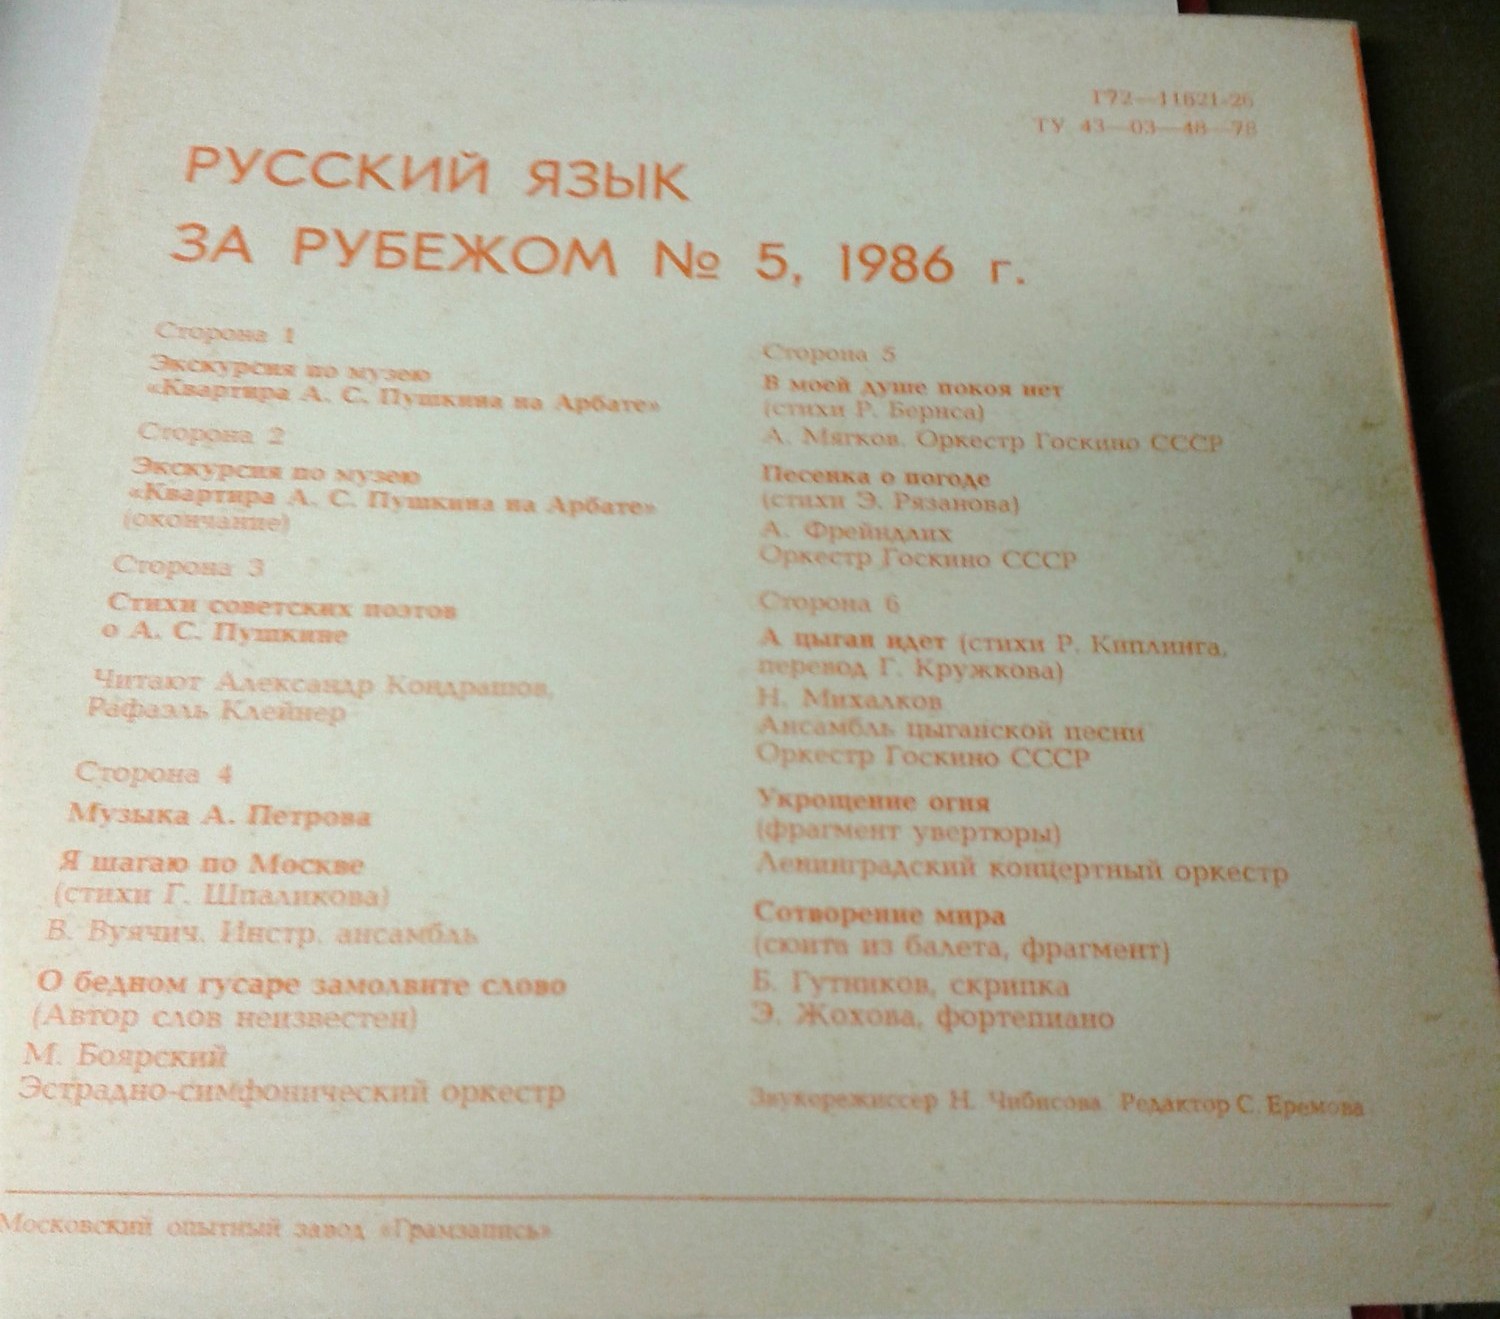 Г72—11621-26
ТУ 43—03—48—78
РУССКИЙ ЯЗЫК
ЗА РУБЕЖОМ № 5, 1986 г.
Сторона 1
Экскурсия по музею
«Квартира А. С. Пушкина на Арбате»
Сторона 2
Экскурсия по музею
«Квартира А. С. Пушкина на Арбате»
(окончание)
Сторона 3
Стихи советских поэтов
о А. С. Пушкине
Читают Александр Кондрашов,
Рафаэль Клейнер
Сторона 4
Музыка А. Петрова
Я шагаю по Москве
(стихи Г. Шпаликова)
В. Вуячич. Инстр. ансамбль
О бедном гусаре замолвите слово
(Автор слов неизвестен)
М. Боярский
Эстрадно-симфонический оркестр
Сторона 5
В моей душе покоя нет
(стихи Р. Бернса)
А. Мягков. Оркестр Госкино СССР
Песенка о погоде
(стихи Э. Рязанова)
А. Фрейндлих
Оркестр Госкино СССР
Сторона 6
А цыган идет (стихи Р. Киплинга,
перевод Г. Кружкова)
Н. Михалков
Ансамбль цыганской песни
Оркестр Госкино СССР
Укрощение огня
(фрагмент увертюры)
Ленинградский концертный оркестр
Сотворение мира
(сюита из балета, фрагмент)
Б. Гутников, скрипка
Э. Жохова, фортепиано
Звукорежиссер Н. Чибисова Редактор С. Еремова
Московский опытный завод «Грамзапись»